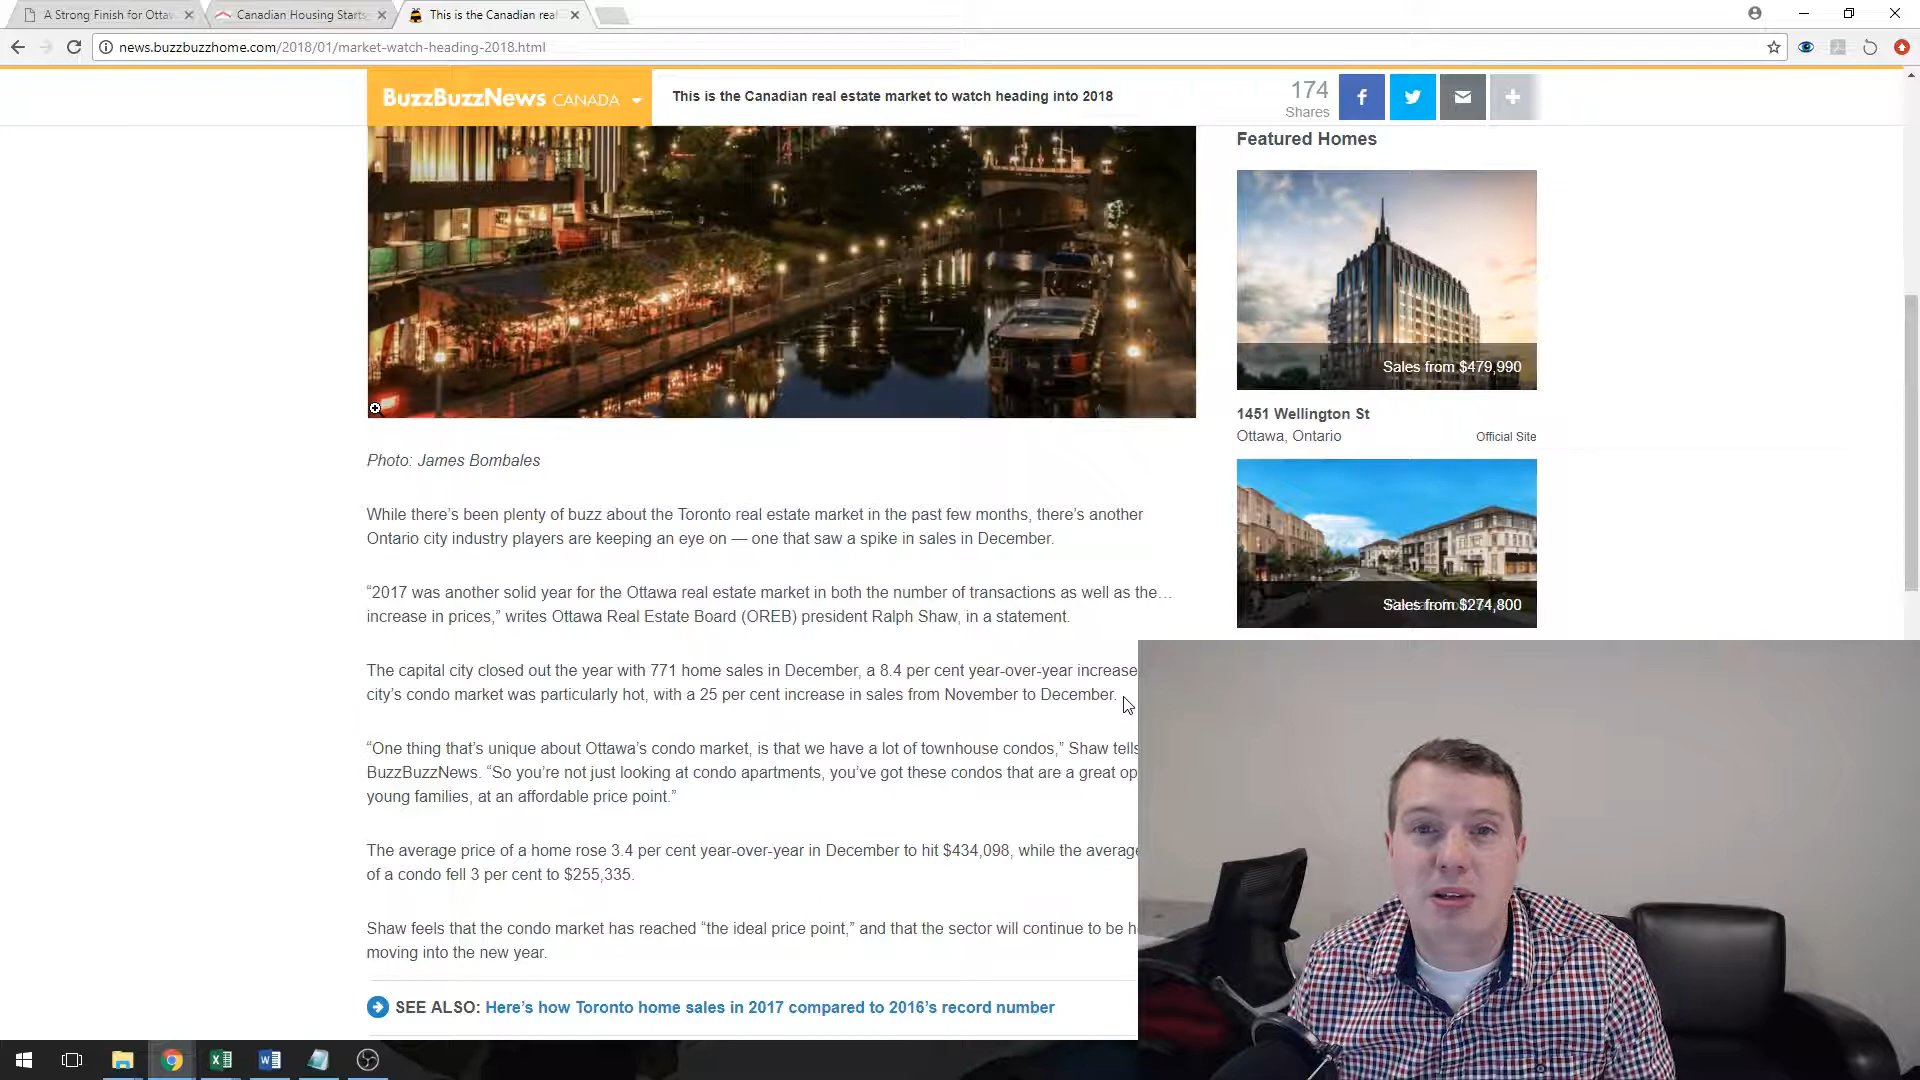 A Strong Finish for Ottaw
Canadian Housing Starts
This is the Canadian real
news.buzzbuzzhome.com/2018/01/market-watch-heading-2018.html
BuzzBuzzNews CANADA
This is the Canadian real estate market to watch heading into 2018
174
Shares
Featured Homes
Sales from $479,990
1451 Wellington St
Ottawa, Ontario
Official Site
Sales from $274,800
Photo: James Bombales
While there’s been plenty of buzz about the Toronto real estate market in the past few months, there’s another
Ontario city industry players are keeping an eye on — one that saw a spike in sales in December.
“2017 was another solid year for the Ottawa real estate market in both the number of transactions as well as the…
increase in prices,” writes Ottawa Real Estate Board (OREB) president Ralph Shaw, in a statement.
The capital city closed out the year with 771 home sales in December, a 8.4 per cent year-over-year increase
city’s condo market was particularly hot, with a 25 per cent increase in sales from November to December.
“One thing that’s unique about Ottawa’s condo market, is that we have a lot of townhouse condos,” Shaw tells
BuzzBuzzNews. “So you’re not just looking at condo apartments, you’ve got these condos that are a great op
young families, at an affordable price point.”
The average price of a home rose 3.4 per cent year-over-year in December to hit $434,098, while the average
of a condo fell 3 per cent to $255,335.
Shaw feels that the condo market has reached “the ideal price point,” and that the sector will continue to be h
moving into the new year.
SEE ALSO: Here’s how Toronto home sales in 2017 compared to 2016’s record number